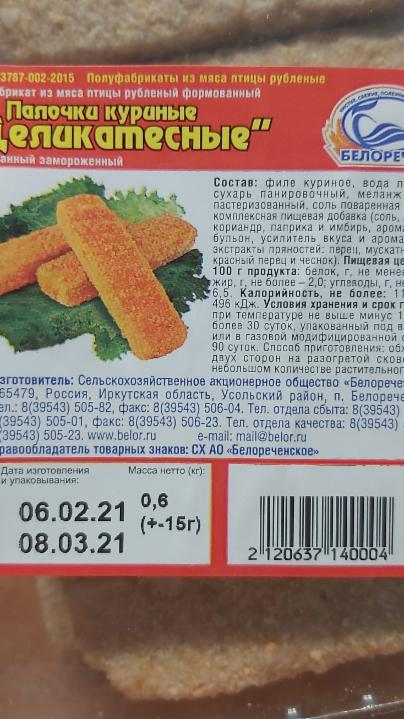 3787-002-2015 Полуфабрикаты из мяса птицы рубленые
брикат из мяса птицы рубленый формованный
Палочки куриные
Деликатесные"
анный замороженный
БЕЛОРЕЧ
Состав: филе куриное, вода п
сухарь панировочный, меланж
пастеризованный, соль поваренная
комплексная пищевая добавка (соль,
кориандр, паприка и имбирь, арома
бульон, усилитель вкуса и арома
экстракты пряностей: перец, мускатн
красный перец и чеснок). Пищевая це
100 г продукта: белок, г, не мене
жир, г, не более – 2,0; углеводы, г, не
6,5. Калорийность, не более: 11
496 кДж. Условия хранения и срок г
при температуре не выше минус 1
более 30 суток, упакованный под в
или в газовой модифицированной с
90 суток. Способ приготовления: об
двух сторон на разогретой сково
небольшом количестве растительног
зготовитель: Сельскохозяйственное акционерное общество «Белорече
65479, Россия, Иркутская область, Усольский район, п. Белорече
ел.: 8(39543) 505-82, факс: 8(39543) 506-04. Тел. отдела сбыта: 8(39543)
(39543) 505-01, факс: 8(39543) 506-23. Тел. отдела качества: 8(39543)
(39543) 505-23. www.belor.ru e-mail: mail@belor.ru
равообладатель товарных знаков: СХ АО «Белореченское»
Дата изготовления и упаковывания:
Масса нетто (кг):
06.02.21
0,6
(+-15г)
08.03.21
2 120637 140004